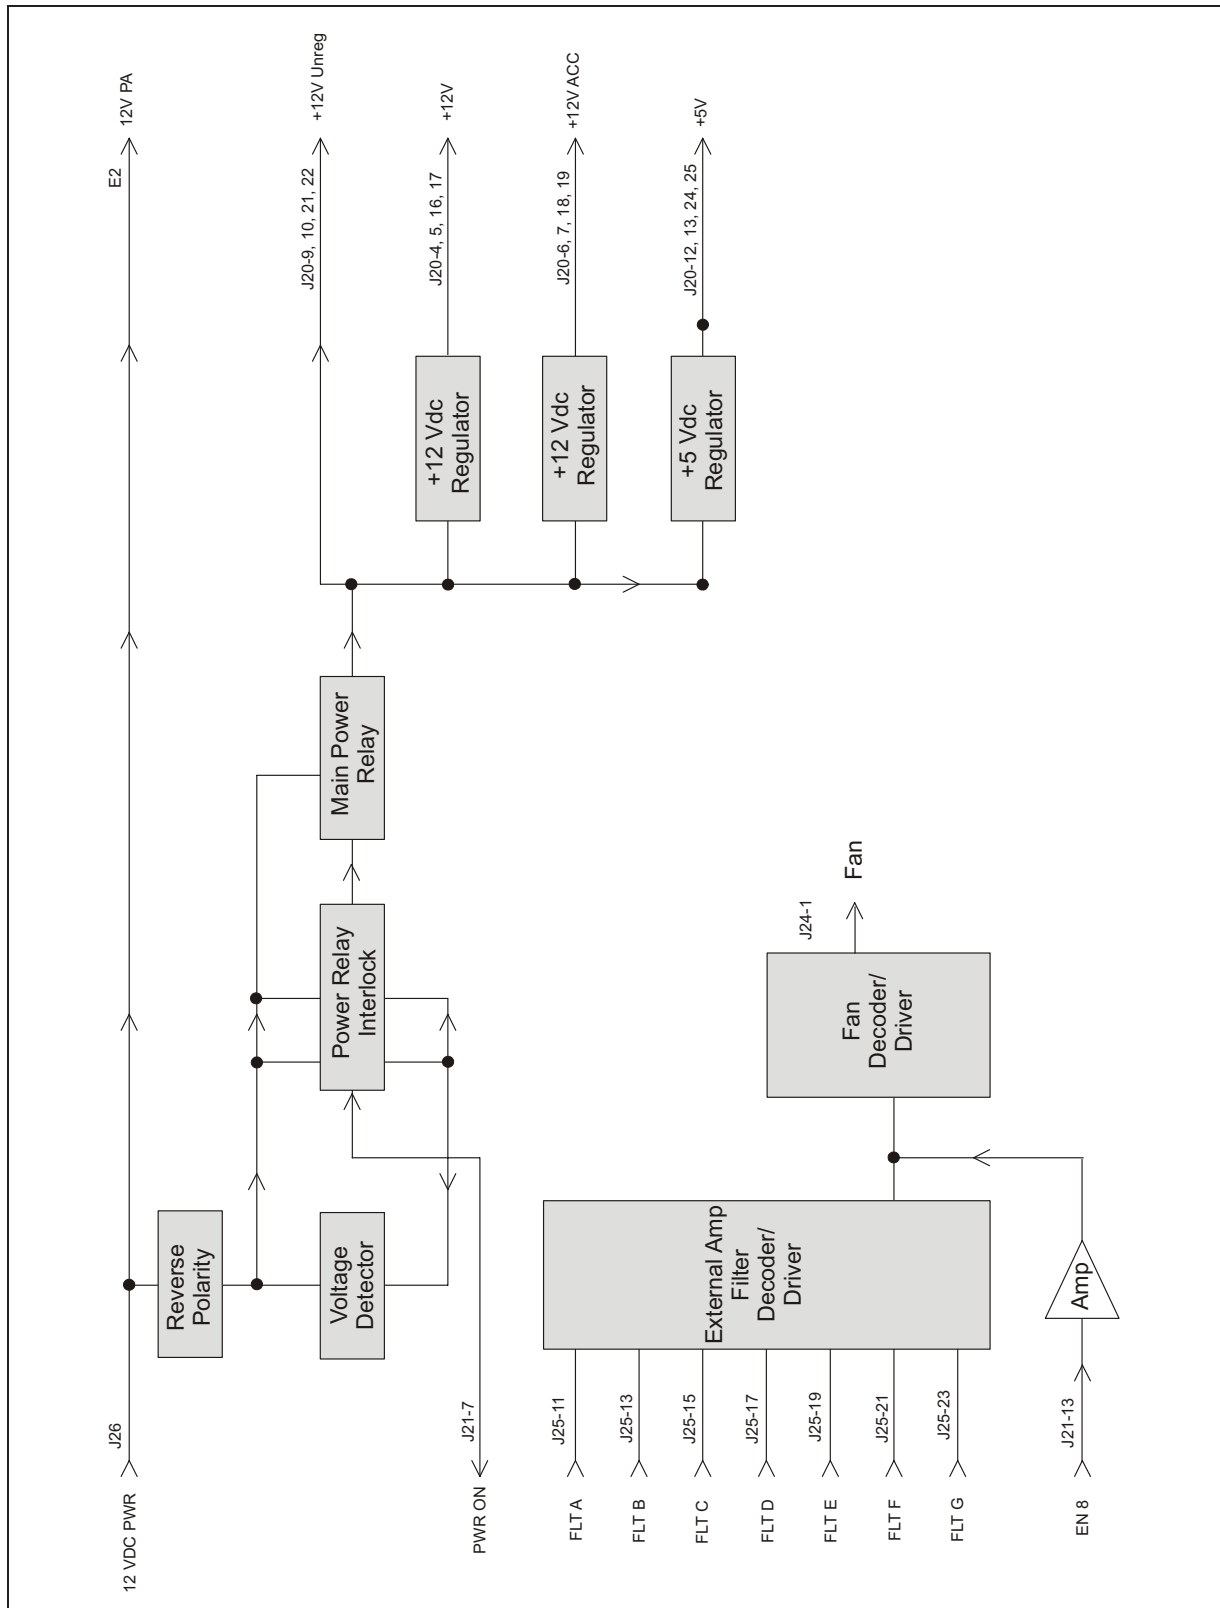 12 VDC PWR
J26
E2
12V PA
Reverse
Polarity
Voltage
Detector
Power Relay
Interlock
Main Power
Relay
J20-9, 10, 21, 22
+12V Unreg
+12 Vdc
Regulator
J20-4, 5, 16, 17
+12V
+12 Vdc
Regulator
J20-6, 7, 18, 19
+12V ACC
+5 Vdc
Regulator
J20-12, 13, 24, 25
+5V
PWR ON
J21-7
FLT A
J25-11
FLT B
J25-13
FLT C
J25-15
FLT D
J25-17
FLT E
J25-19
FLT F
J25-21
FLT G
J25-23
External Amp
Filter
Decoder/
Driver
Fan
Decoder/
Driver
J24-1
Fan
EN 8
J21-13
Amp